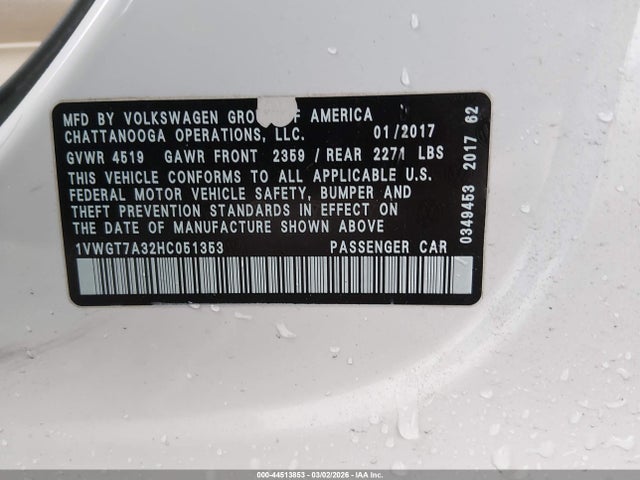 MFD BY VOLKSWAGEN GRO OF AMERICA
CHATTANOOGA OPERATIONS, LLC. 01/2017
GVWR 4519 GAWR FRONT 2359 / REAR 2271 LBS
THIS VEHICLE CONFORMS TO ALL APPLICABLE U.S.
FEDERAL MOTOR VEHICLE SAFETY, BUMPER AND
THEFT PREVENTION STANDARDS IN EFFECT ON
THE DATE OF MANUFACTURE SHOWN ABOVE
1VWGT7A32HC051353 PASSENGER CAR
0349453 2017 62
000-44513853 | 03/02/2026 | IAA Inc.